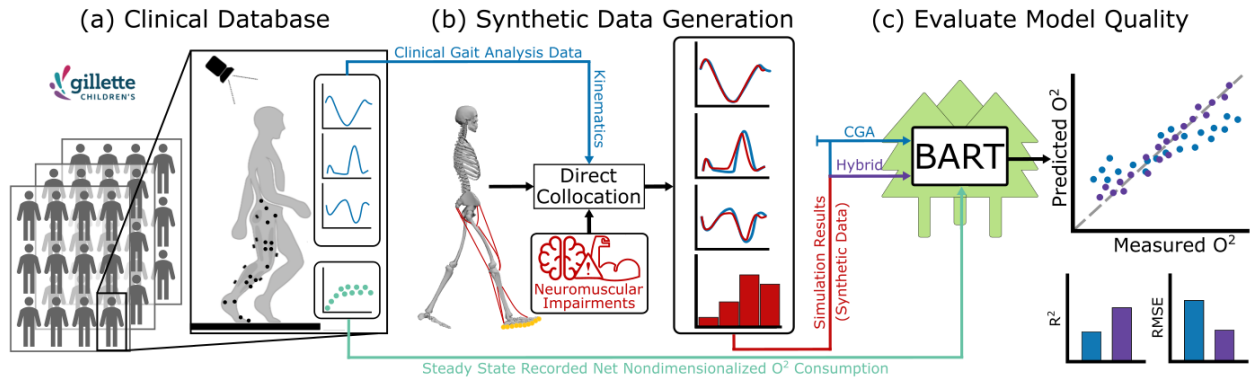 (a) Clinical Database
(b) Synthetic Data Generation
(c) Evaluate Model Quality
gillette
CHILDREN'S
Clinical Gait Analysis Data
Kinematics
Direct
Collocation
!
Neuromuscular
Impairments
Simulation Results
(Synthetic Data)
CGA
Hybrid
BART
Predicted O²
Measured O²
R²
RMSE
Steady State Recorded Net Nondimensionalized O² Consumption